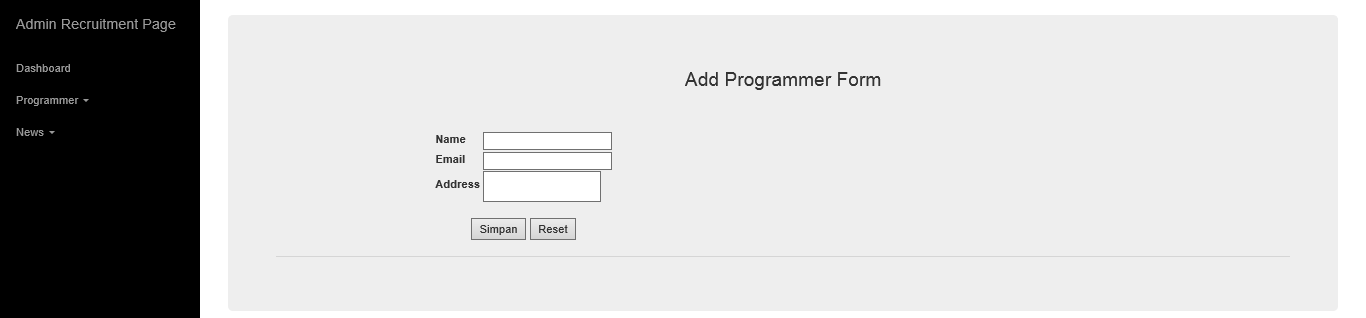 Admin Recruitment Page
Dashboard
Programmer
News
Add Programmer Form
Name
Email
Address
Simpan Reset